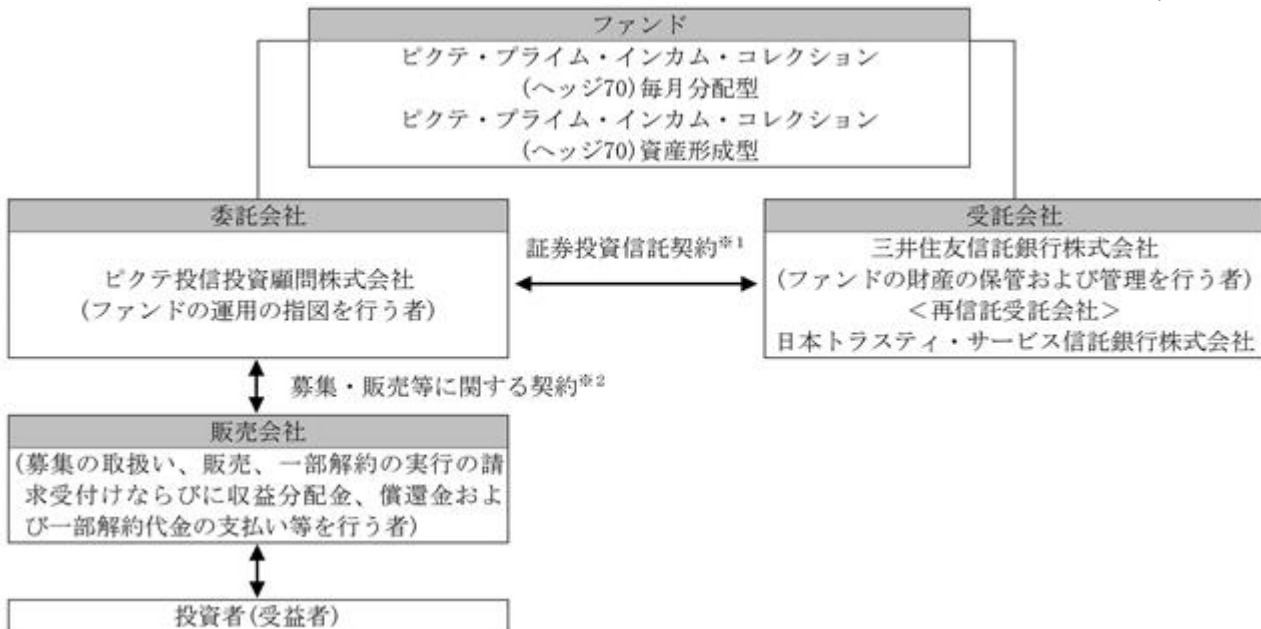 ファンド
ピクテ・プライム・インカム・コレクション
(ヘッジ70)毎月分配型
ピクテ・プライム・インカム・コレクション
(ヘッジ70)資産形成型
委託会社
ピクテ投信投資顧問株式会社
(ファンドの運用の指図を行う者)
証券投資信託契約※1
受託会社
三井住友信託銀行株式会社
(ファンドの財産の保管および管理を行う者)
＜再信託受託会社＞
日本トラスティ・サービス信託銀行株式会社
募集・販売等に関する契約※2
販売会社
(募集の取扱い、販売、一部解約の実行の請
求受付けならびに収益分配金、償還金およ
び一部解約代金の支払い等を行う者)
投資者(受益者)